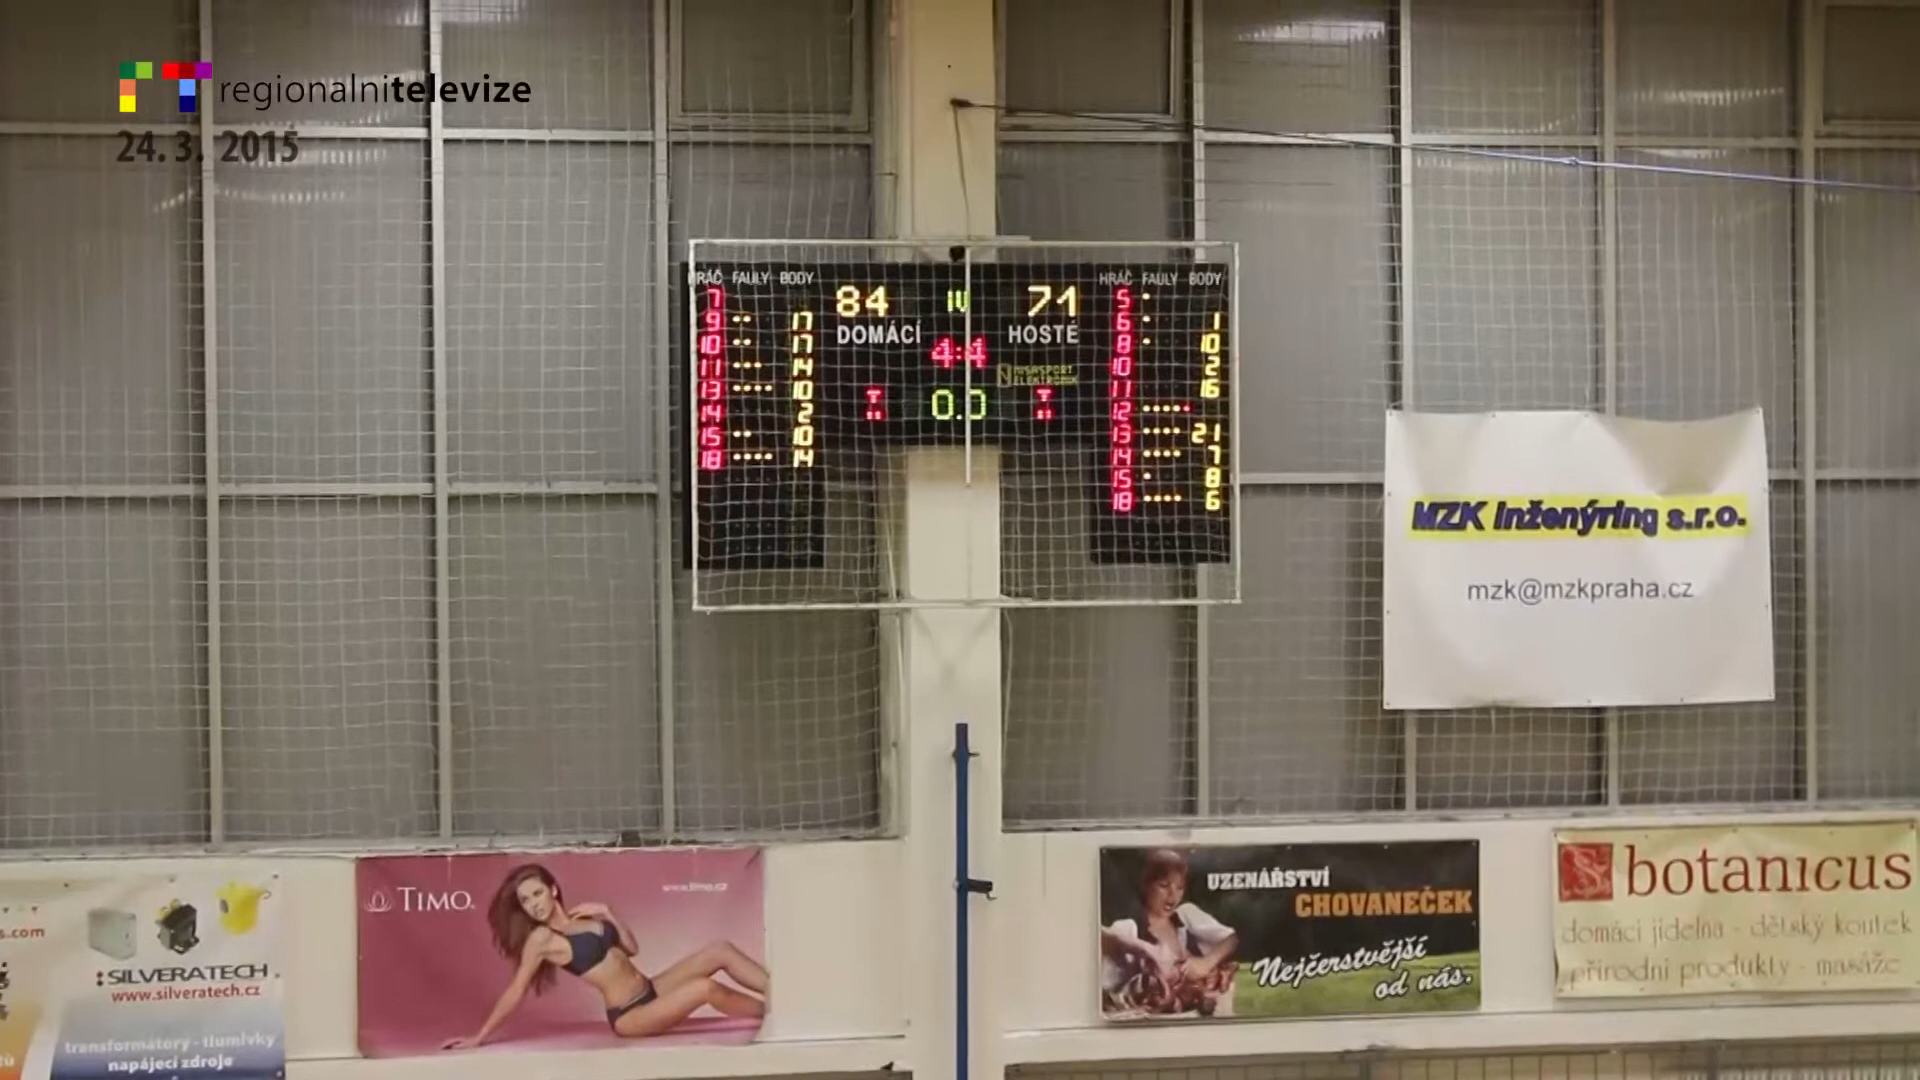 regionalnitelevize
24. 3. 2015
HRÁČ FAULY BODY
7
9 17
10 17
11 14
13 10
14 2
15 10
18 14
84 IV 71
DOMÁCÍ HOSTÉ
4:4
NISASPORT
ELEKTRONIK
T T
0.0
HRÁČ FAULY BODY
5
6 1
8 10
10 2
11 16
12
13 21
14 7
15 8
18 6
MZK Inženýring s.r.o.
mzk@mzkpraha.cz
s.com
SILVERATECH
www.silveratech.cz
transformátory - tlumivky
napájecí zdroje
TIMO
www.timo.cz
UZENÁŘSTVÍ
CHOVANEČEK
Nejčerstvější
od nás.
botanicus
domácí jídelna - dětský koutek
přírodní produkty - masáže